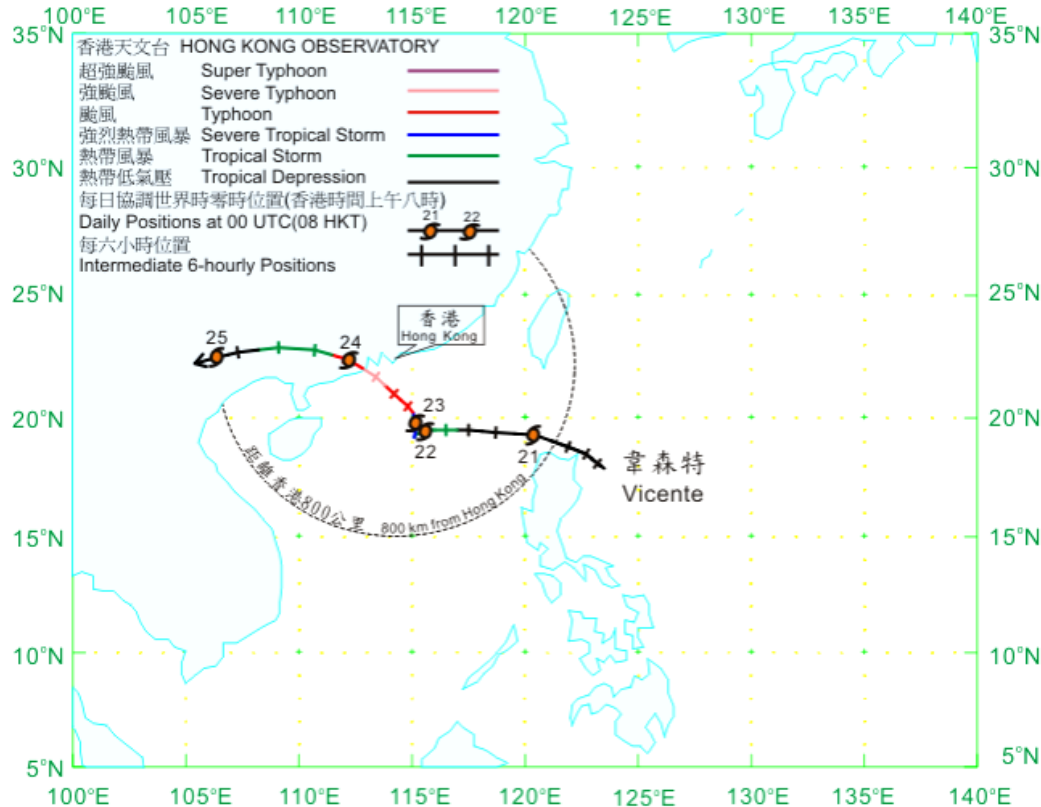 100°E 105°E 110°E 115°E 120°E 125°E 130°E 135°E 140°E
35°N 35°N
香港天文台 HONG KONG OBSERVATORY
超強颱風 Super Typhoon
強颱風 Severe Typhoon
颱風 Typhoon
強烈熱帶風暴 Severe Tropical Storm
熱帶風暴 Tropical Storm
熱帶低氣壓 Tropical Depression
30°N 30°N
每日協調世界時零時位置(香港時間上午八時)
Daily Positions at 00 UTC(08 HKT) 21 22
每六小時位置
Intermediate 6-hourly Positions
25°N 25°N
香港
Hong Kong
25 24
23
20°N 20°N
22 21
韋森特
Vicente
距離香港800公里 800 km from Hong Kong
15°N 15°N
10°N 10°N
5°N 5°N
100°E 105°E 110°E 115°E 120°E 125°E 130°E 135°E 140°E